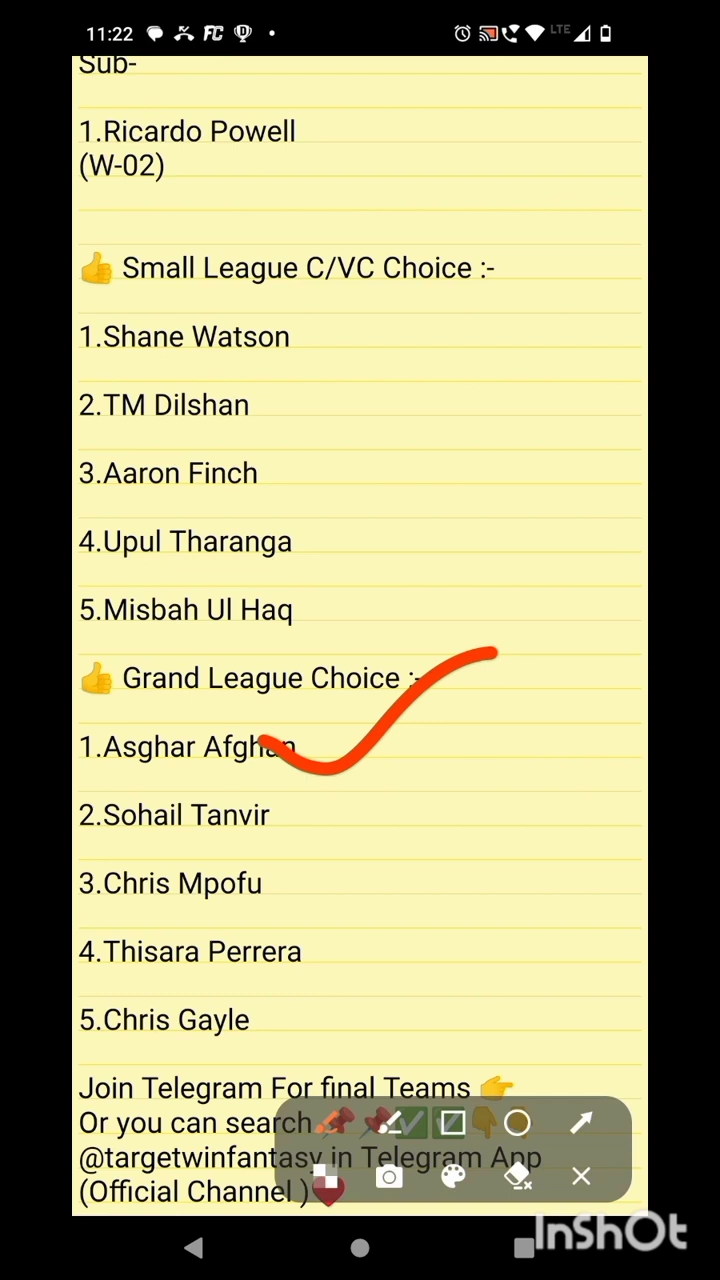 11:22 FC D LTE
Sub-
1.Ricardo Powell
(W-02)
👍 Small League C/VC Choice :-
1.Shane Watson
2.TM Dilshan
3.Aaron Finch
4.Upul Tharanga
5.Misbah Ul Haq
👍 Grand League Choice :-
1.Asghar Afghan
2.Sohail Tanvir
3.Chris Mpofu
4.Thisara Perrera
5.Chris Gayle
Join Telegram For final Teams 👉
Or you can search 📌📌✅✅👇👇
@targetwinfantasy in Telegram App
(Official Channel )❤️
InShOt